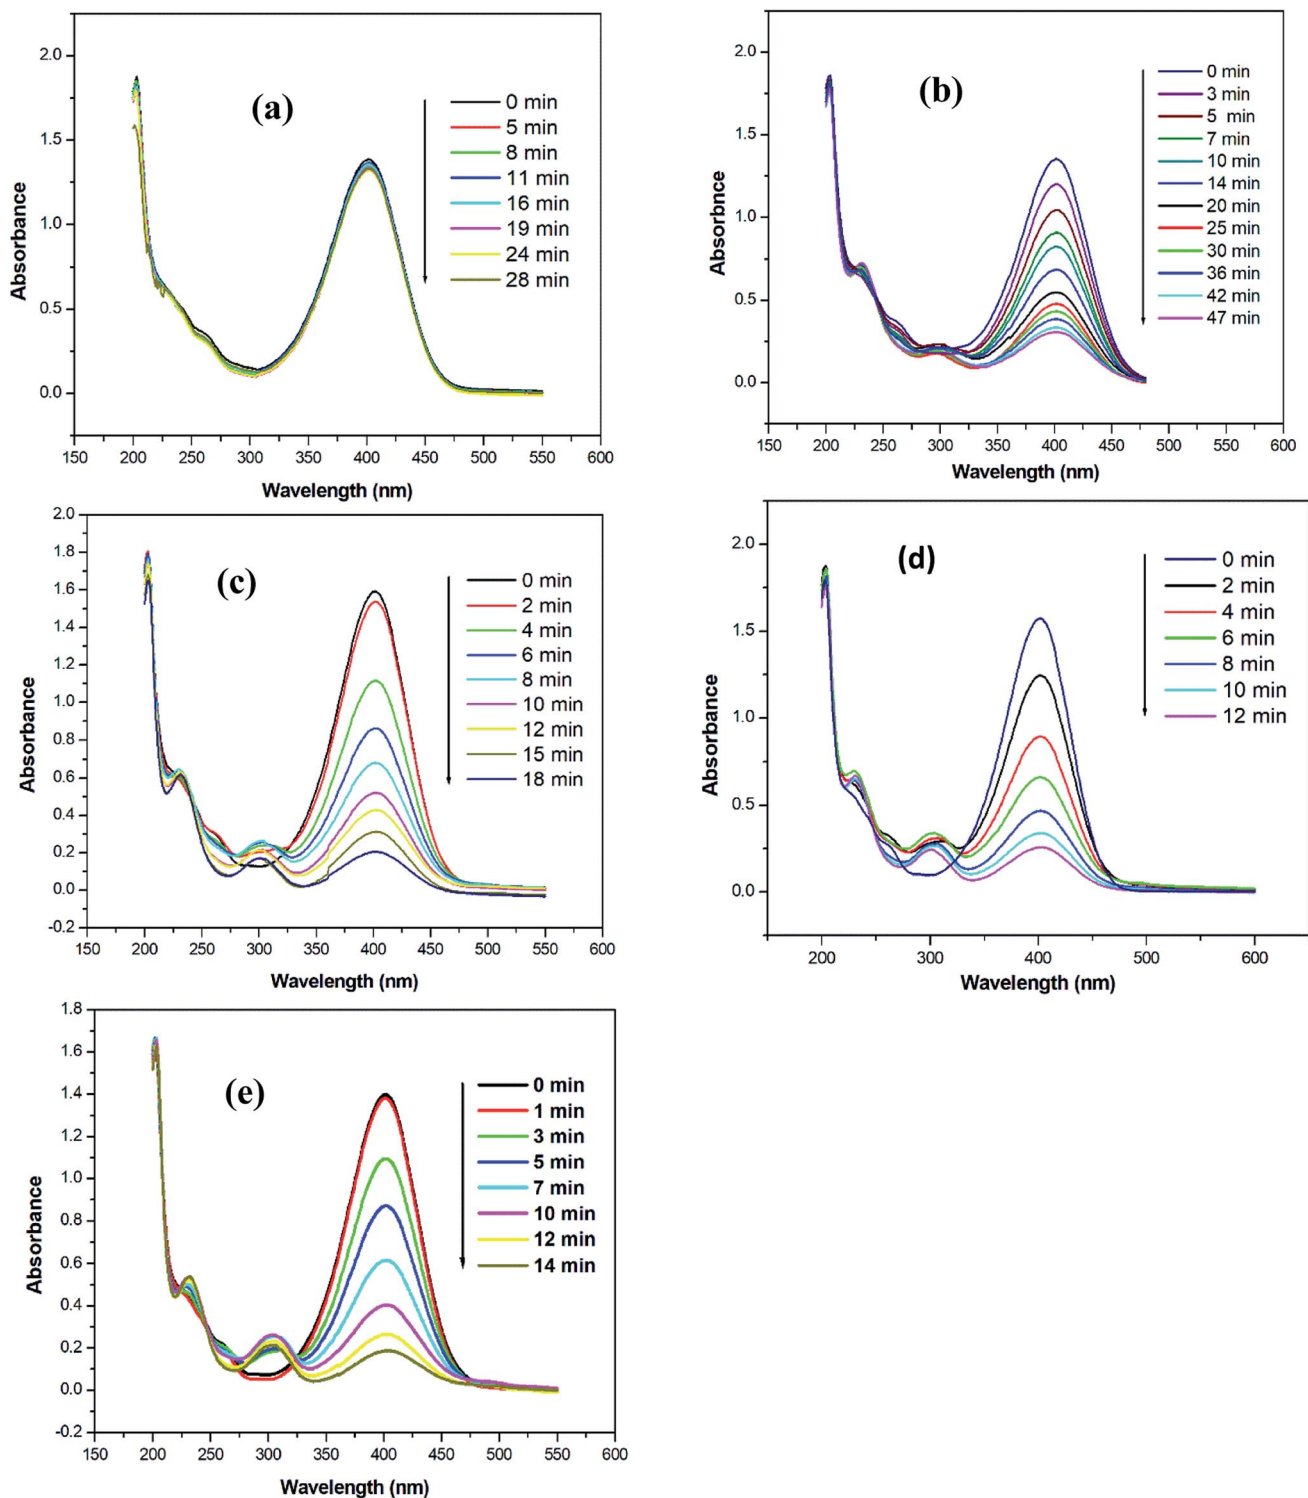 (a)
0 min
5 min
8 min
11 min
16 min
19 min
24 min
28 min
Absorbance
2.0
1.5
1.0
0.5
0.0
150 200 250 300 350 400 450 500 550 600
Wavelength (nm)
(b)
0 min
3 min
5 min
7 min
10 min
14 min
20 min
25 min
30 min
36 min
42 min
47 min
Absorbnce
2.0
1.5
1.0
0.5
0.0
150 200 250 300 350 400 450 500 550 600
Wavelength (nm)
(c)
0 min
2 min
4 min
6 min
8 min
10 min
12 min
15 min
18 min
Absorbance
2.0
1.8
1.6
1.4
1.2
1.0
0.8
0.6
0.4
0.2
0.0
-0.2
150 200 250 300 350 400 450 500 550 600
Wavelength (nm)
(d)
0 min
2 min
4 min
6 min
8 min
10 min
12 min
Absorbance
2.0
1.5
1.0
0.5
0.0
200 300 400 500 600
Wavelength (nm)
(e)
0 min
1 min
3 min
5 min
7 min
10 min
12 min
14 min
Absorbance
1.8
1.6
1.4
1.2
1.0
0.8
0.6
0.4
0.2
0.0
-0.2
150 200 250 300 350 400 450 500 550 600
Wavelength (nm)